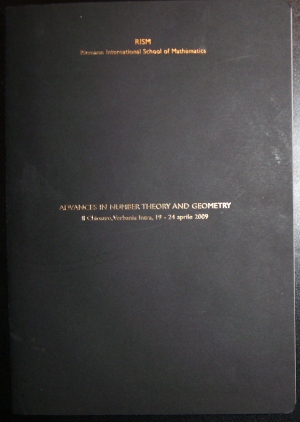 RISM
Riemann International School of Mathematics
ADVANCES IN NUMBER THEORY AND GEOMETRY
Il Chiostro, Verbania Intra, 19 - 24 aprile 2009